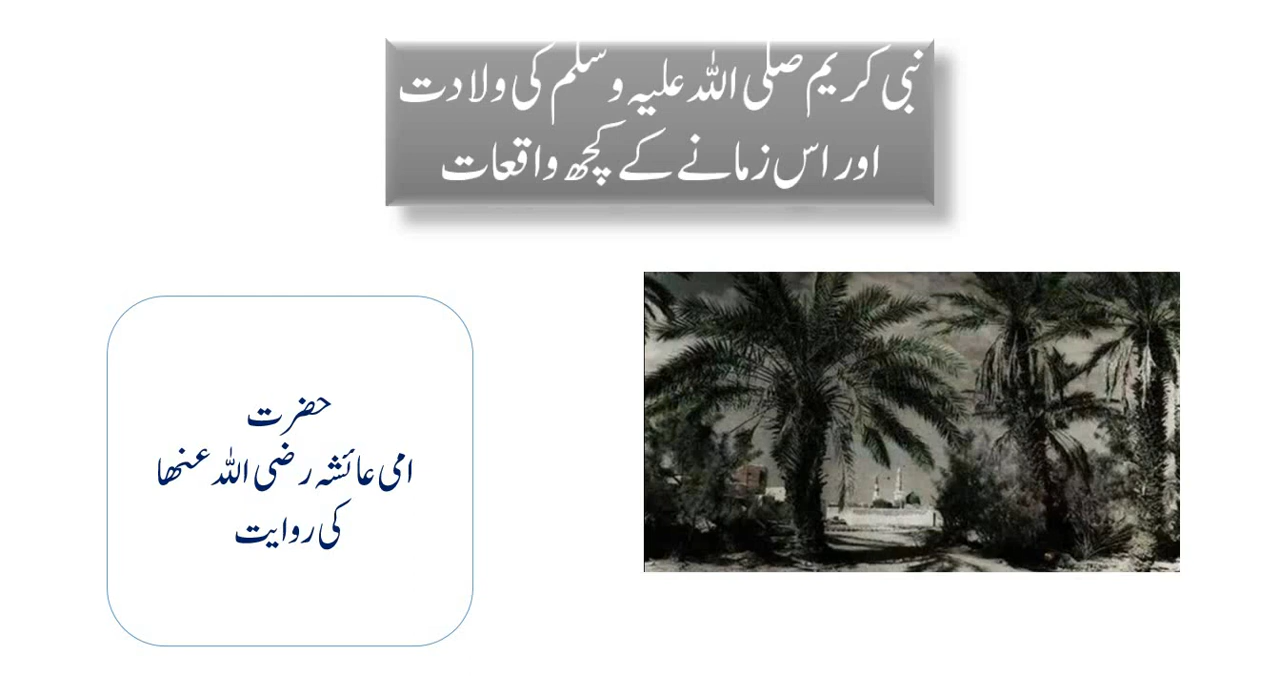 نبی کریم صلی اللہ علیہ وسلم کی ولادت
اور اس زمانے کے کچھ واقعات
حضرت
امی عائشہ رضی اللہ عنھا
کی روایت